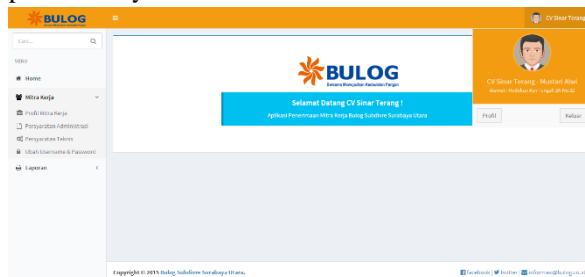 BULOG
CV Sinar Terang
Cari...
MENU
Home
Mitra Kerja
Profil Mitra Kerja
Persyaratan Administrasi
Persyaratan Teknis
Ubah Username & Password
Laporan
BULOG
Selamat Datang CV Sinar Terang !
Aplikasi Penerimaan Mitra Kerja Bulog Subdivre Surabaya Utara
CV Sinar Terang - Mustari Alwi
Profil
Keluar
Copyright © 2015 Bulog Subdivre Surabaya Utara.
facebook | twitter |